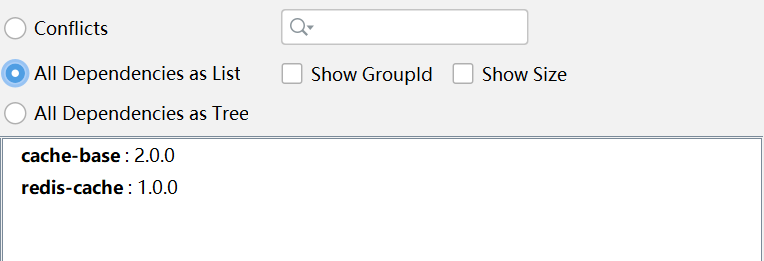 Conflicts
All Dependencies as List Show GroupId Show Size
All Dependencies as Tree
cache-base : 2.0.0
redis-cache : 1.0.0